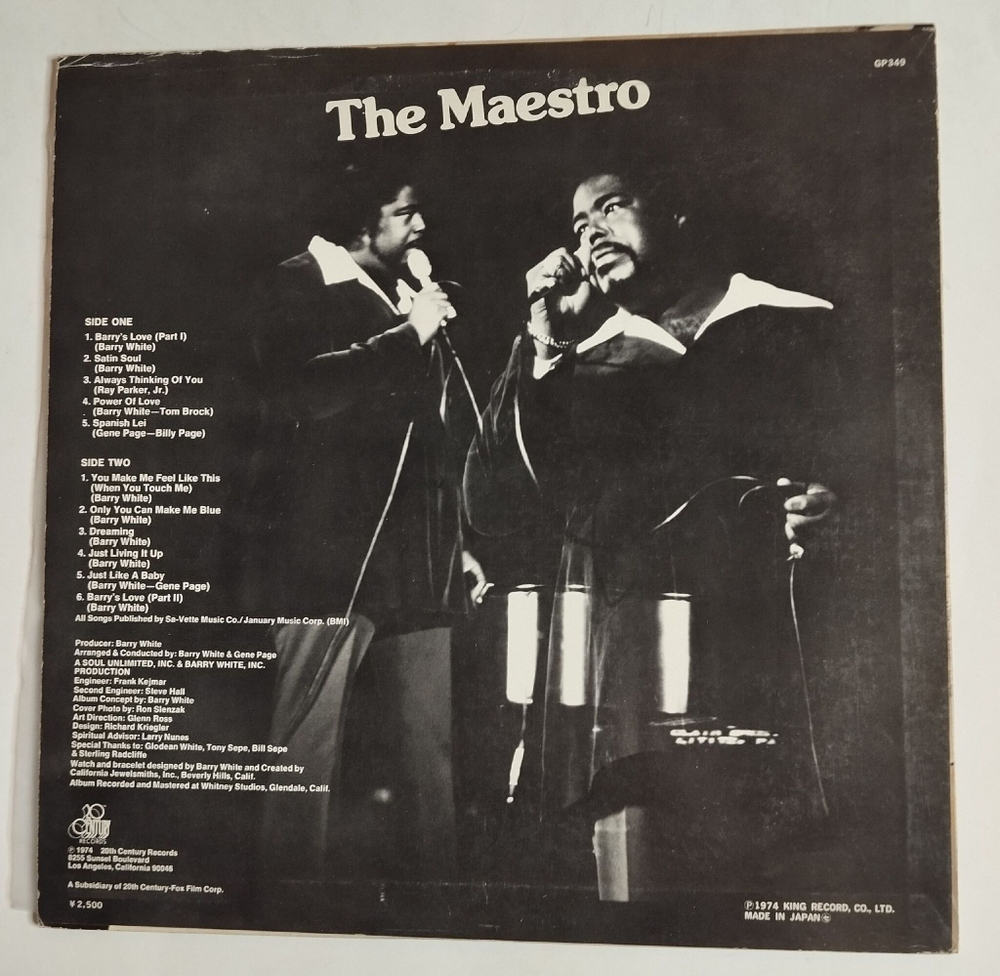 GP349
The Maestro
SIDE ONE
1. Barry's Love (Part I)
(Barry White)
2. Satin Soul
(Barry White)
3. Always Thinking Of You
(Ray Parker, Jr.)
4. Power Of Love
(Barry White—Tom Brock)
5. Spanish Lei
(Gene Page—Billy Page)
SIDE TWO
1. You Make Me Feel Like This
(When You Touch Me)
(Barry White)
2. Only You Can Make Me Blue
(Barry White)
3. Dreaming
(Barry White)
4. Just Living It Up
(Barry White)
5. Just Like A Baby
(Barry White—Gene Page)
6. Barry's Love (Part II)
(Barry White)
All Songs Published by Sa-Vette Music Co./January Music Corp. (BMI)
Producer: Barry White
Arranged & Conducted by: Barry White & Gene Page
A SOUL UNLIMITED, INC. & BARRY WHITE, INC.
PRODUCTION
Engineer: Frank Kejmar
Second Engineer: Steve Hall
Album Concept by: Barry White
Cover Photo by: Ron Slenzak
Art Direction: Glenn Ross
Design: Richard Kriegler
Spiritual Advisor: Larry Nunes
Special Thanks to: Glodean White, Tony Sepe, Bill Sepe
& Sterling Radcliffe
Watch and bracelet designed by Barry White and Created by
California Jewelsmiths, Inc., Beverly Hills, Calif.
Album Recorded and Mastered at Whitney Studios, Glendale, Calif.
20th
CENTURY
RECORDS
℗ 1974 20th Century Records
8255 Sunset Boulevard
Los Angeles, California 90046
A Subsidiary of 20th Century-Fox Film Corp.
¥2,500
℗1974 KING RECORD, CO., LTD.
MADE IN JAPAN